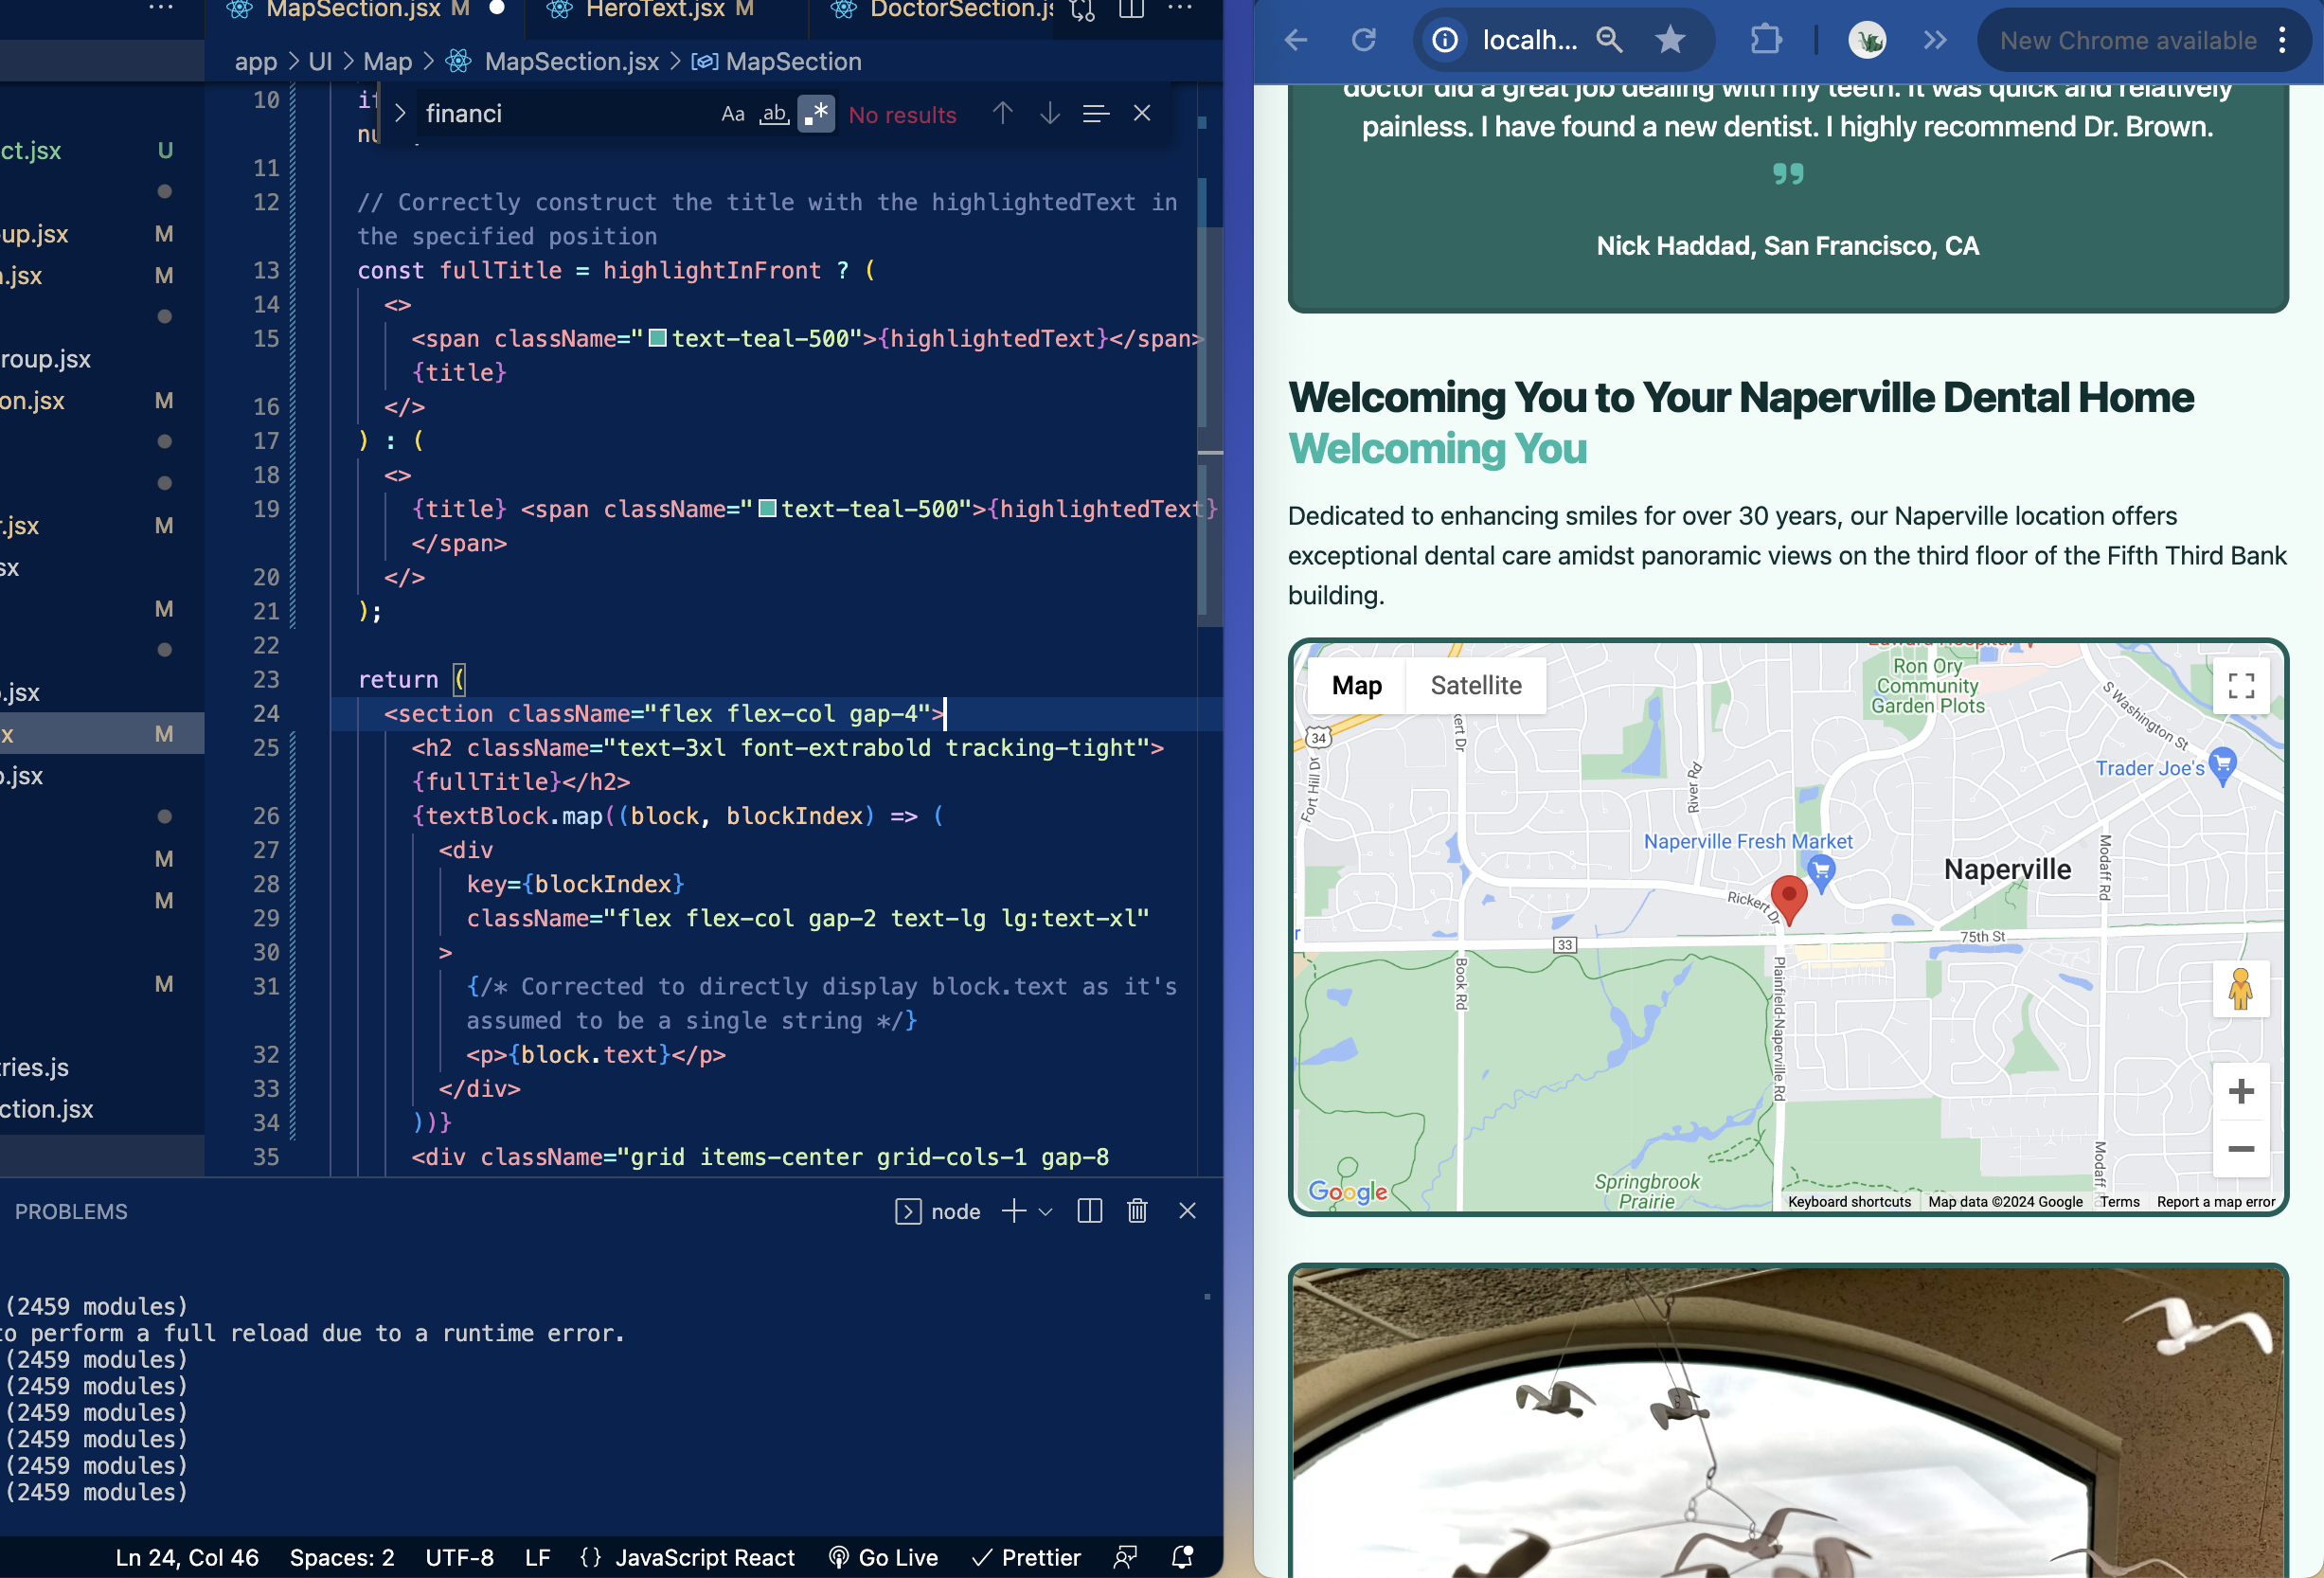 MapSection.jsx M
HeroText.jsx M
DoctorSection.js
app > UI > Map > MapSection.jsx > MapSection
financi
Aa ab .* No results
ct.jsx U
up.jsx M
.jsx M
roup.jsx
on.jsx M
r.jsx M
sx
M
.jsx
x M
.jsx
M
M
M
ries.js
ction.jsx
10 if
nu
11
12 // Correctly construct the title with the highlightedText in
the specified position
13 const fullTitle = highlightInFront ? (
14 <>
15 <span className="text-teal-500">{highlightedText}</span>
{title}
16 </>
17 ) : (
18 <>
19 {title} <span className="text-teal-500">{highlightedText}
</span>
20 </>
21 );
22
23 return (
24 <section className="flex flex-col gap-4">
25 <h2 className="text-3xl font-extrabold tracking-tight">
{fullTitle}</h2>
26 {textBlock.map((block, blockIndex) => (
27 <div
28 key={blockIndex}
29 className="flex flex-col gap-2 text-lg lg:text-xl"
30 >
31 {/* Corrected to directly display block.text as it's
assumed to be a single string */}
32 <p>{block.text}</p>
33 </div>
34 ))}
35 <div className="grid items-center grid-cols-1 gap-8
PROBLEMS
node
(2459 modules)
to perform a full reload due to a runtime error.
(2459 modules)
(2459 modules)
(2459 modules)
(2459 modules)
(2459 modules)
(2459 modules)
Ln 24, Col 46 Spaces: 2 UTF-8 LF {} JavaScript React Go Live Prettier
localh...
New Chrome available
doctor did a great job dealing with my teeth. It was quick and relatively
painless. I have found a new dentist. I highly recommend Dr. Brown.
”
Nick Haddad, San Francisco, CA
Welcoming You to Your Naperville Dental Home
Welcoming You
Dedicated to enhancing smiles for over 30 years, our Naperville location offers
exceptional dental care amidst panoramic views on the third floor of the Fifth Third Bank
building.
Map Satellite
Edward Hospital
Ron Ory
Community
Garden Plots
S Washington St
34
Fort Hill Dr
River Rd
Trader Joe's
Naperville Fresh Market
Naperville
Modaff Rd
Rickert Dr
33
75th St
Book Rd
Plainfield-Naperville Rd
Modaff
Springbrook
Prairie
Google
Keyboard shortcuts Map data ©2024 Google Terms Report a map error